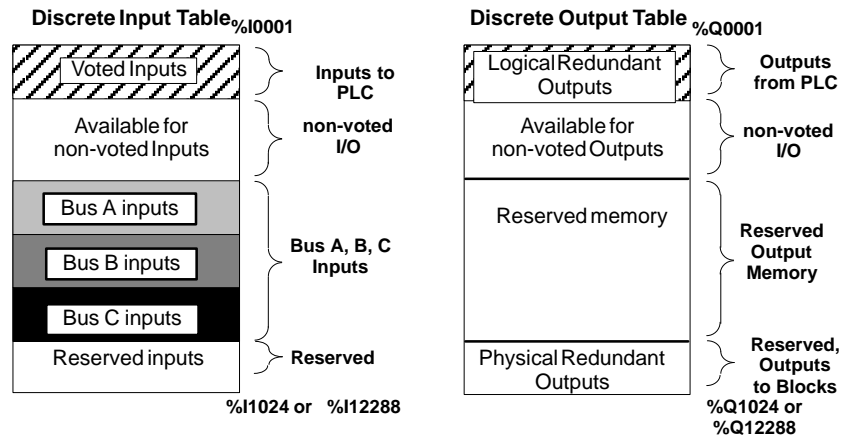 Discrete Input Table
%I0001
Voted Inputs
Inputs to
PLC
Available for
non-voted Inputs
non-voted
I/O
Bus A inputs
Bus B inputs
Bus C inputs
Bus A, B, C
Inputs
Reserved inputs
Reserved
%I1024 or %I12288
Discrete Output Table
%Q0001
Logical Redundant
Outputs
Outputs
from PLC
Available for
non-voted Outputs
non-voted
I/O
Reserved memory
Reserved
Output
Memory
Physical Redundant
Outputs
Reserved,
Outputs
to Blocks
%Q1024 or
%Q12288